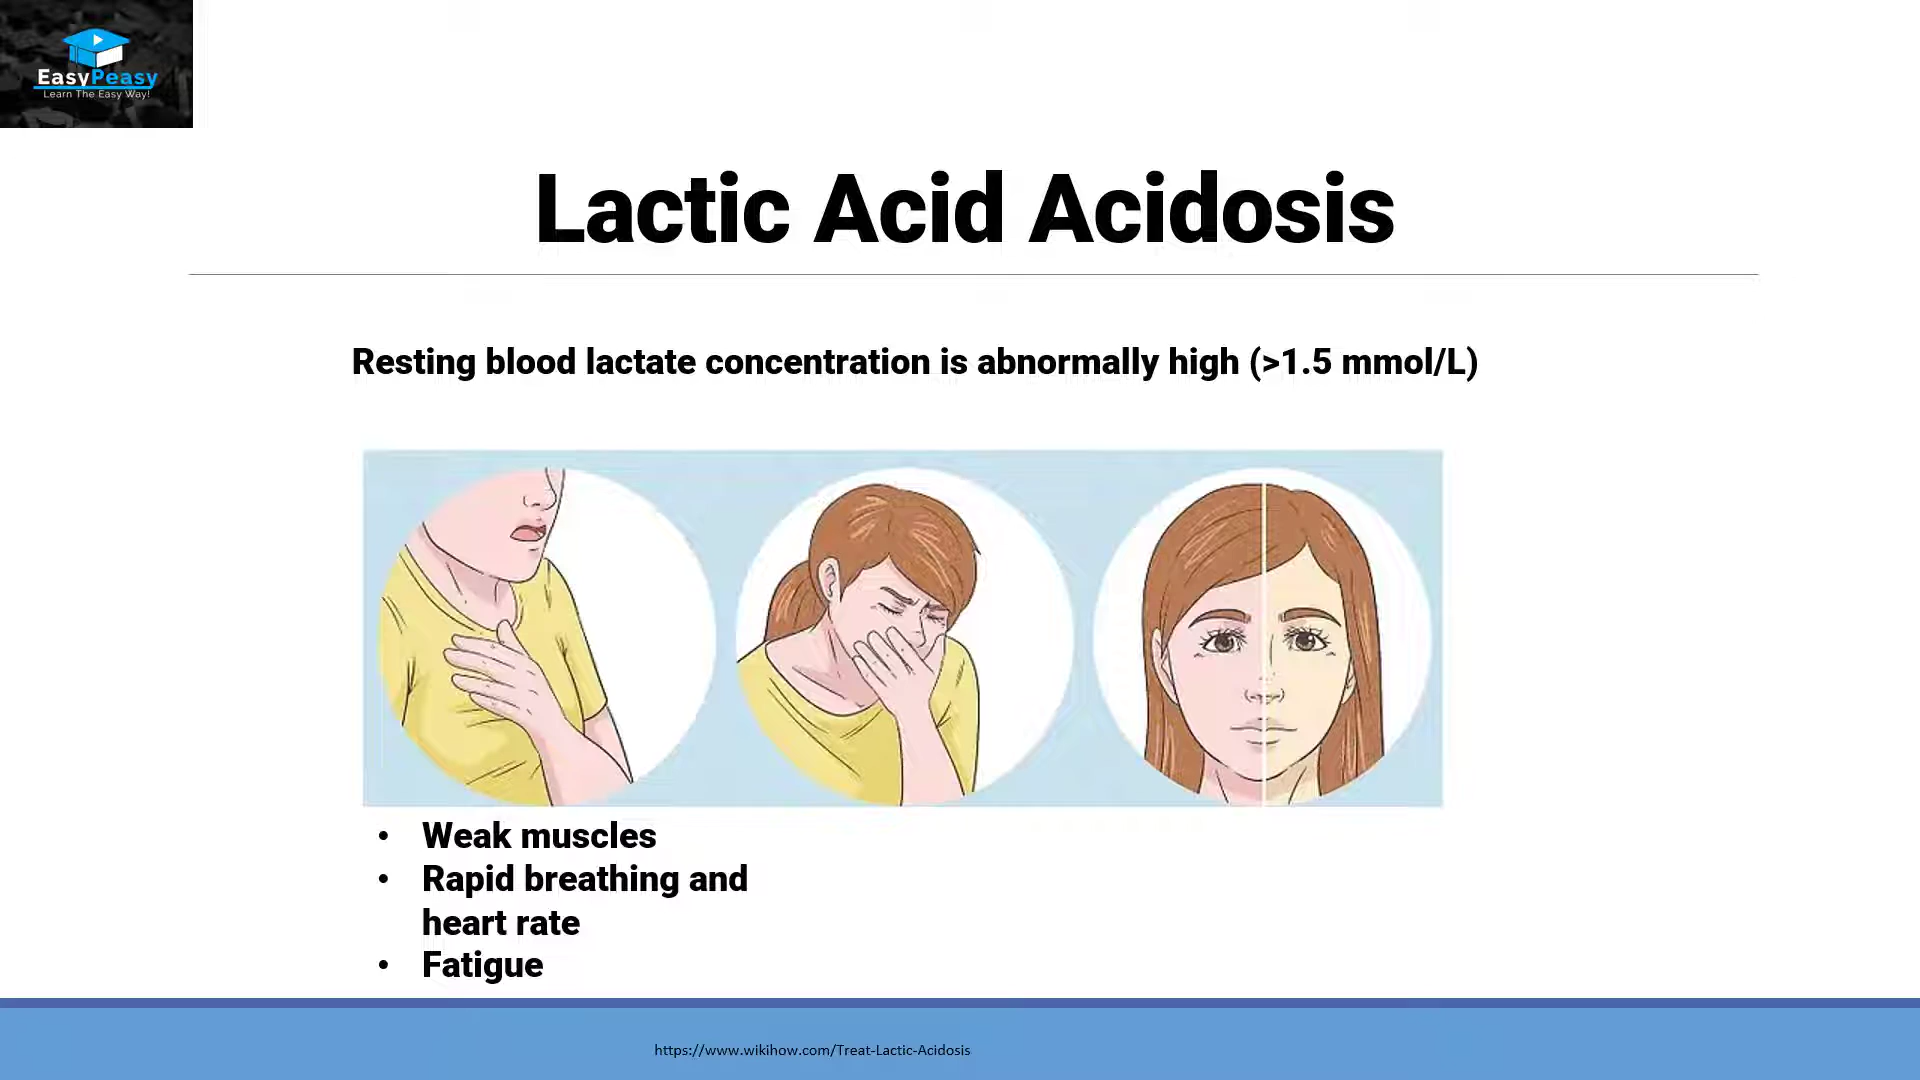 EasyPeasy
Learn The Easy Way!
Lactic Acid Acidosis
Resting blood lactate concentration is abnormally high (>1.5 mmol/L)
• Weak muscles
• Rapid breathing and
heart rate
• Fatigue
https://www.wikihow.com/Treat-Lactic-Acidosis